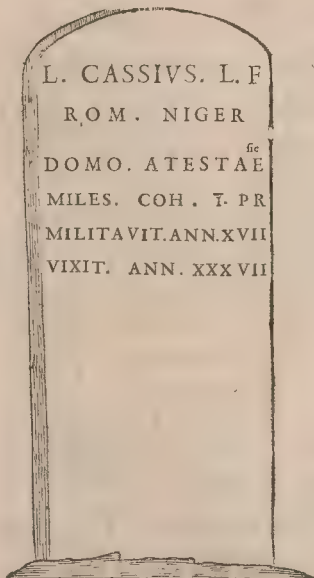 L. CASSIVS. L. F
ROM. NIGER
sic
DOMO. ATESTAE
MILES. COH. I̅. PR
MILITAVIT. ANN. XVII
VIXIT. ANN. XXXVII